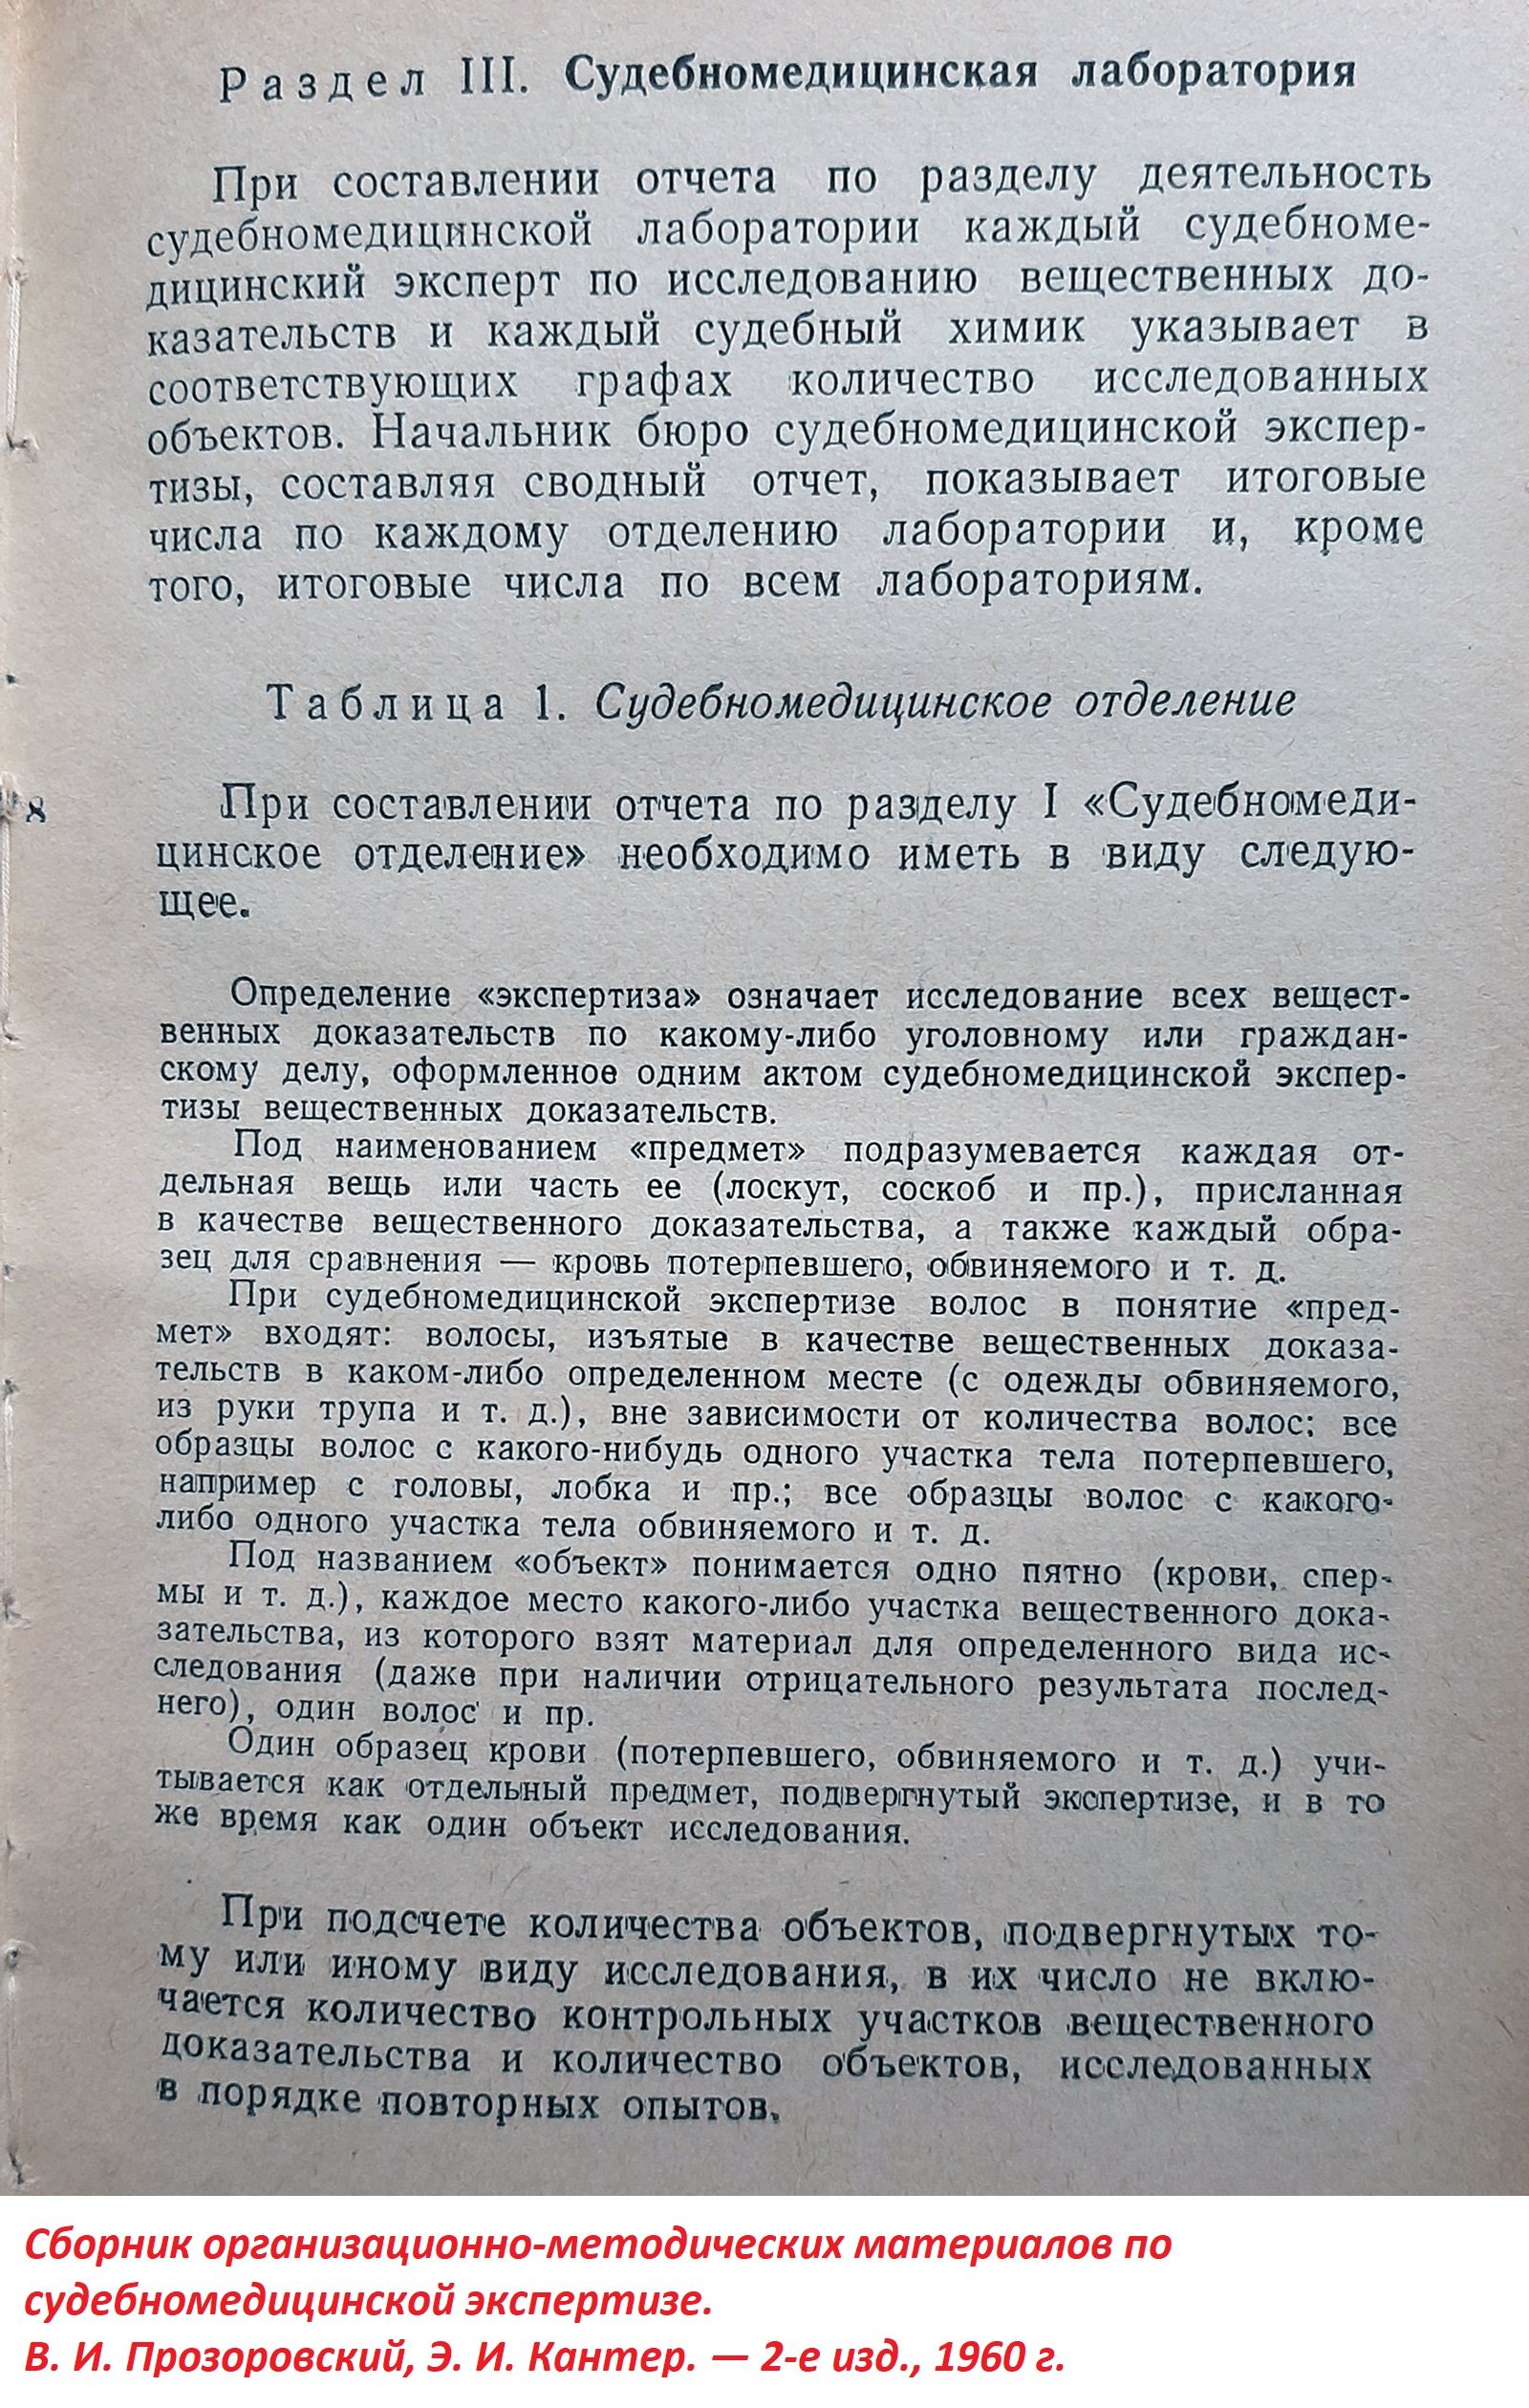 Раздел III. Судебномедицинская лаборатория
При составлении отчета по разделу деятельность
судебномедицинской лаборатории каждый судебноме-
дицинский эксперт по исследованию вещественных до-
казательств и каждый судебный химик указывает в
соответствующих графах количество исследованных
объектов. Начальник бюро судебномедицинской экспер-
тизы, составляя сводный отчет, показывает итоговые
числа по каждому отделению лаборатории и, кроме
того, итоговые числа по всем лабораториям.
Таблица 1. Судебномедицинское отделение
8
При составлении отчета по разделу I «Судебномеди-
цинское отделение» необходимо иметь в виду следую-
щее.
Определение «экспертиза» означает исследование всех вещест-
венных доказательств по какому-либо уголовному или граждан-
скому делу, оформленное одним актом судебномедицинской экспер-
тизы вещественных доказательств.
Под наименованием «предмет» подразумевается каждая от-
дельная вещь или часть ее (лоскут, соскоб и пр.), присланная
в качестве вещественного доказательства, а также каждый обра-
зец для сравнения — кровь потерпевшего, обвиняемого и т. д.
При судебномедицинской экспертизе волос в понятие «пред-
мет» входят: волосы, изъятые в качестве вещественных доказа-
тельств в каком-либо определенном месте (с одежды обвиняемого,
из руки трупа и т. д.), вне зависимости от количества волос; все
образцы волос с какого-нибудь одного участка тела потерпевшего,
например с головы, лобка и пр.; все образцы волос с какого-
либо одного участка тела обвиняемого и т. д.
Под названием «объект» понимается одно пятно (крови, спер-
мы и т. д.), каждое место какого-либо участка вещественного дока-
зательства, из которого взят материал для определенного вида ис-
следования (даже при наличии отрицательного результата послед-
него), один волос и пр.
Один образец крови (потерпевшего, обвиняемого и т. д.) учи-
тывается как отдельный предмет, подвергнутый экспертизе, и в то
же время как один объект исследования.
При подсчете количества объектов, подвергнутых то-
му или иному виду исследования, в их число не вклю-
чается количество контрольных участков вещественного
доказательства и количество объектов, исследованных
в порядке повторных опытов.
Сборник организационно-методических материалов по
судебномедицинской экспертизе.
В. И. Прозоровский, Э. И. Кантер. — 2-е изд., 1960 г.